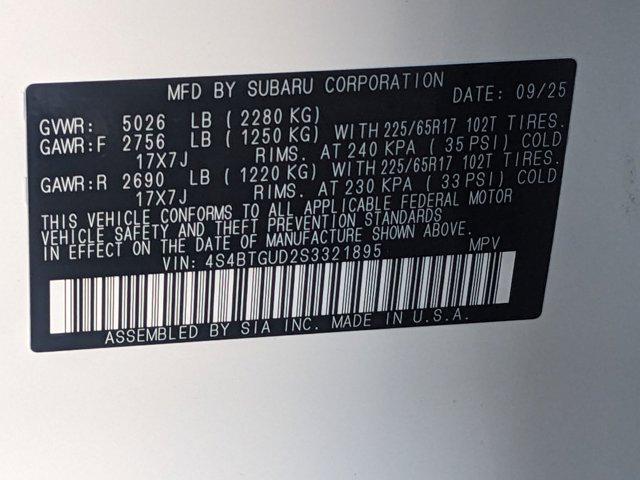 MFD BY SUBARU CORPORATION DATE: 09/25
GVWR: 5026 LB ( 2280 KG)
GAWR:F 2756 LB ( 1250 KG) WITH 225/65R17 102T TIRES.
17X7J RIMS. AT 240 KPA ( 35 PSI) COLD
GAWR:R 2690 LB ( 1220 KG) WITH 225/65R17 102T TIRES.
17X7J RIMS. AT 230 KPA ( 33 PSI) COLD
THIS VEHICLE CONFORMS TO ALL APPLICABLE FEDERAL MOTOR
VEHICLE SAFETY AND THEFT PREVENTION STANDARDS
IN EFFECT ON THE DATE OF MANUFACTURE SHOWN ABOVE.
VIN: 4S4BTGUD2S3321895 MPV
ASSEMBLED BY SIA INC. MADE IN U.S.A.